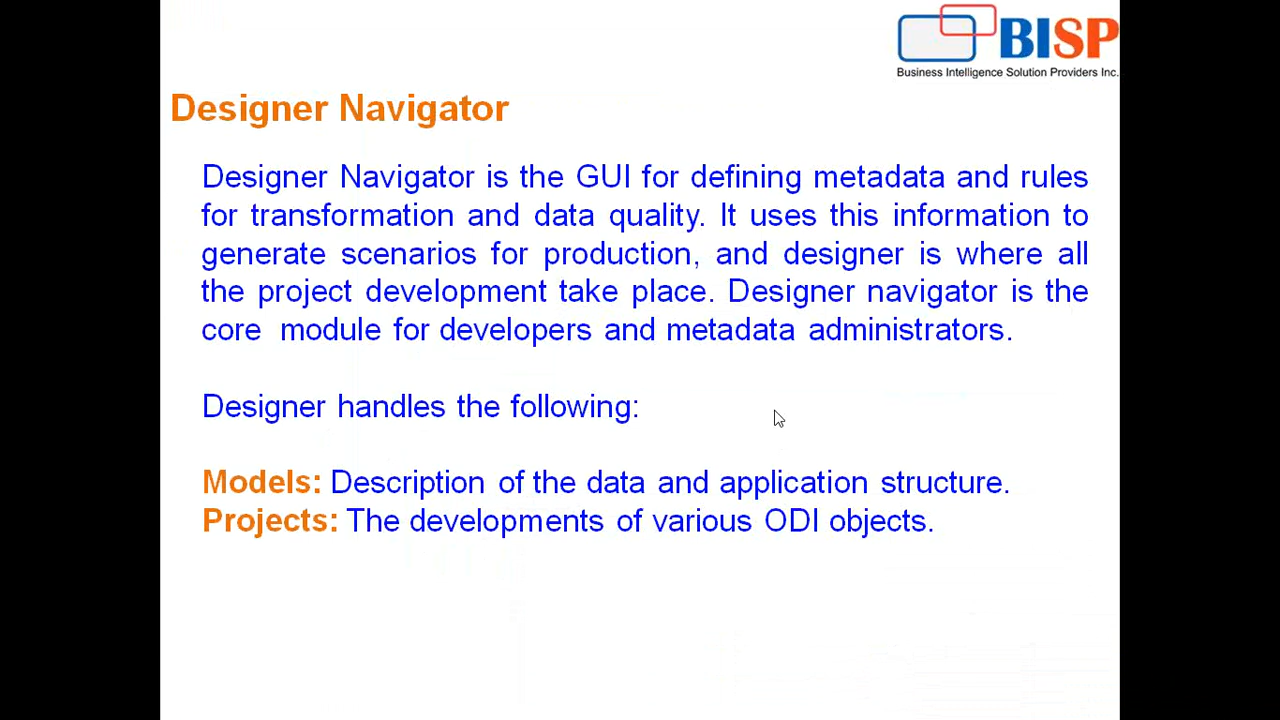 BISP
Business Intelligence Solution Providers Inc.
Designer Navigator
Designer Navigator is the GUI for defining metadata and rules
for transformation and data quality. It uses this information to
generate scenarios for production, and designer is where all
the project development take place. Designer navigator is the
core module for developers and metadata administrators.
Designer handles the following:
Models: Description of the data and application structure.
Projects: The developments of various ODI objects.